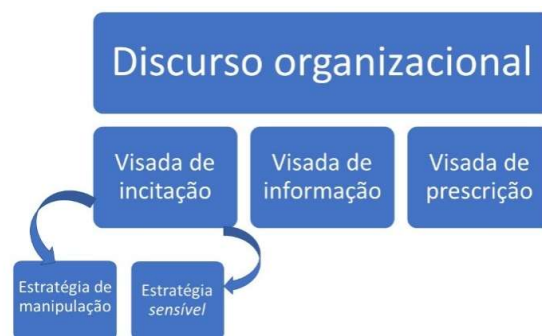 Discurso organizacional
Visada de
incitação
Visada de
informação
Visada de
prescrição
Estratégia de
manipulação
Estratégia
sensível